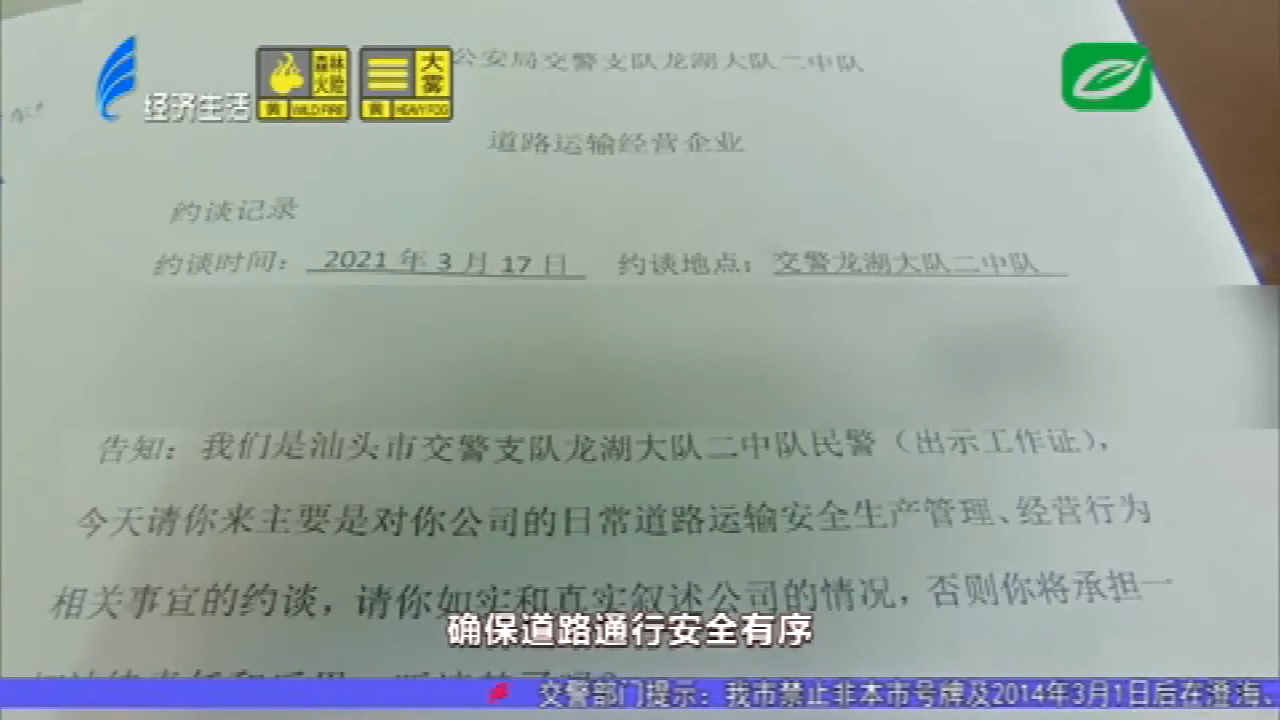 公安局交警支队龙湖大队二中队
经济生活
森林火险
黄 WILD FIRE
大雾
黄 HEAVY FOG
道路运输经营企业
约谈记录
约谈时间： 2021 年 3 月 17 日 约谈地点： 交警龙湖大队二中队
告知：我们是汕头市交警支队龙湖大队二中队民警（出示工作证），
今天请你来主要是对你公司的日常道路运输安全生产管理、经营行为
相关事宜的约谈，请你如实和真实叙述公司的情况，否则你将承担一
确保道路通行安全有序
交警部门提示：我市禁止非本市号牌及2014年3月1日后在澄海、